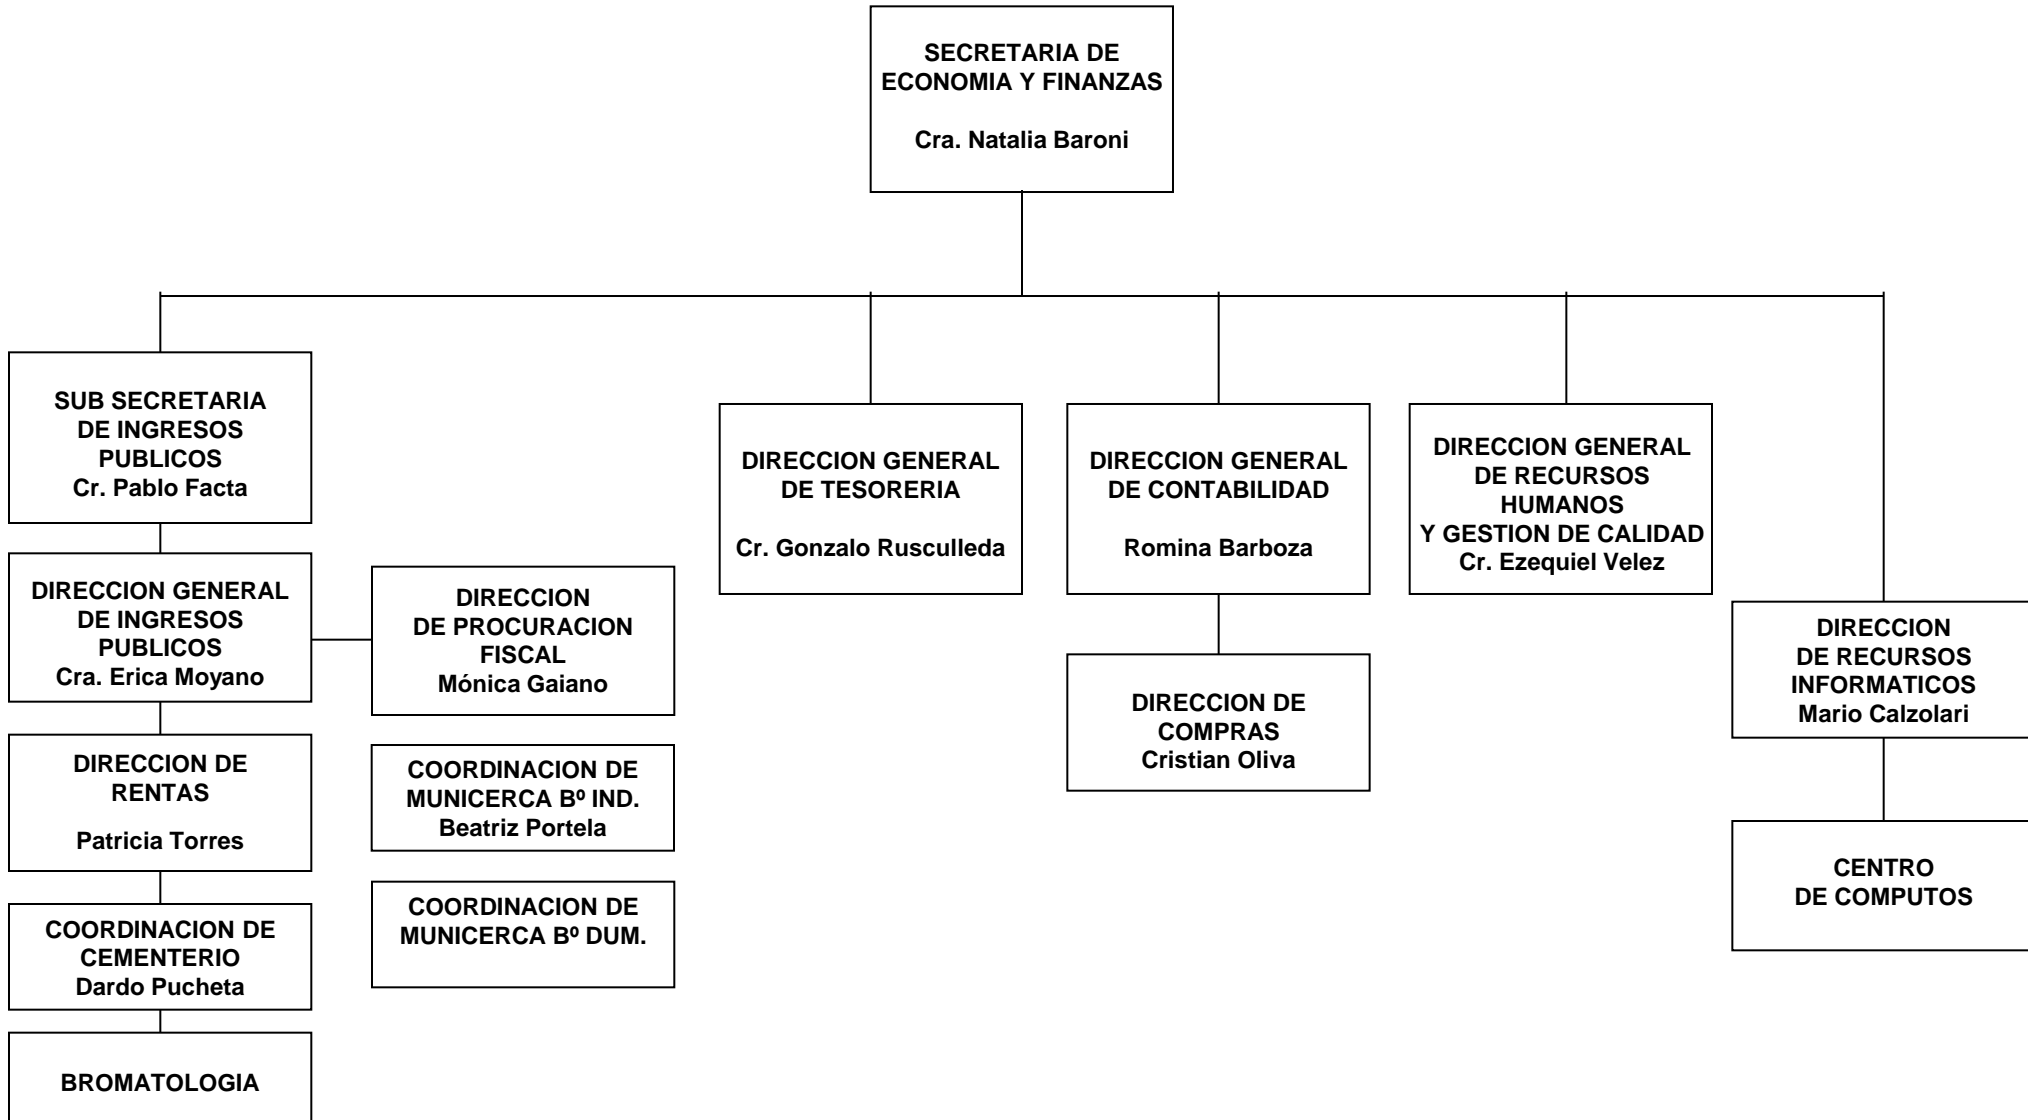 SECRETARIA DE
ECONOMIA Y FINANZAS
Cra. Natalia Baroni
SUB SECRETARIA
DE INGRESOS
PUBLICOS
Cr. Pablo Facta
DIRECCION GENERAL
DE INGRESOS
PUBLICOS
Cra. Erica Moyano
DIRECCION DE
RENTAS
Patricia Torres
COORDINACION DE
CEMENTERIO
Dardo Pucheta
BROMATOLOGIA
DIRECCION
DE PROCURACION
FISCAL
Mónica Gaiano
COORDINACION DE
MUNICERCA Bº IND.
Beatriz Portela
COORDINACION DE
MUNICERCA Bº DUM.
DIRECCION GENERAL
DE TESORERIA
Cr. Gonzalo Rusculleda
DIRECCION GENERAL
DE CONTABILIDAD
Romina Barboza
DIRECCION DE
COMPRAS
Cristian Oliva
DIRECCION GENERAL
DE RECURSOS
HUMANOS
Y GESTION DE CALIDAD
Cr. Ezequiel Velez
DIRECCION
DE RECURSOS
INFORMATICOS
Mario Calzolari
CENTRO
DE COMPUTOS